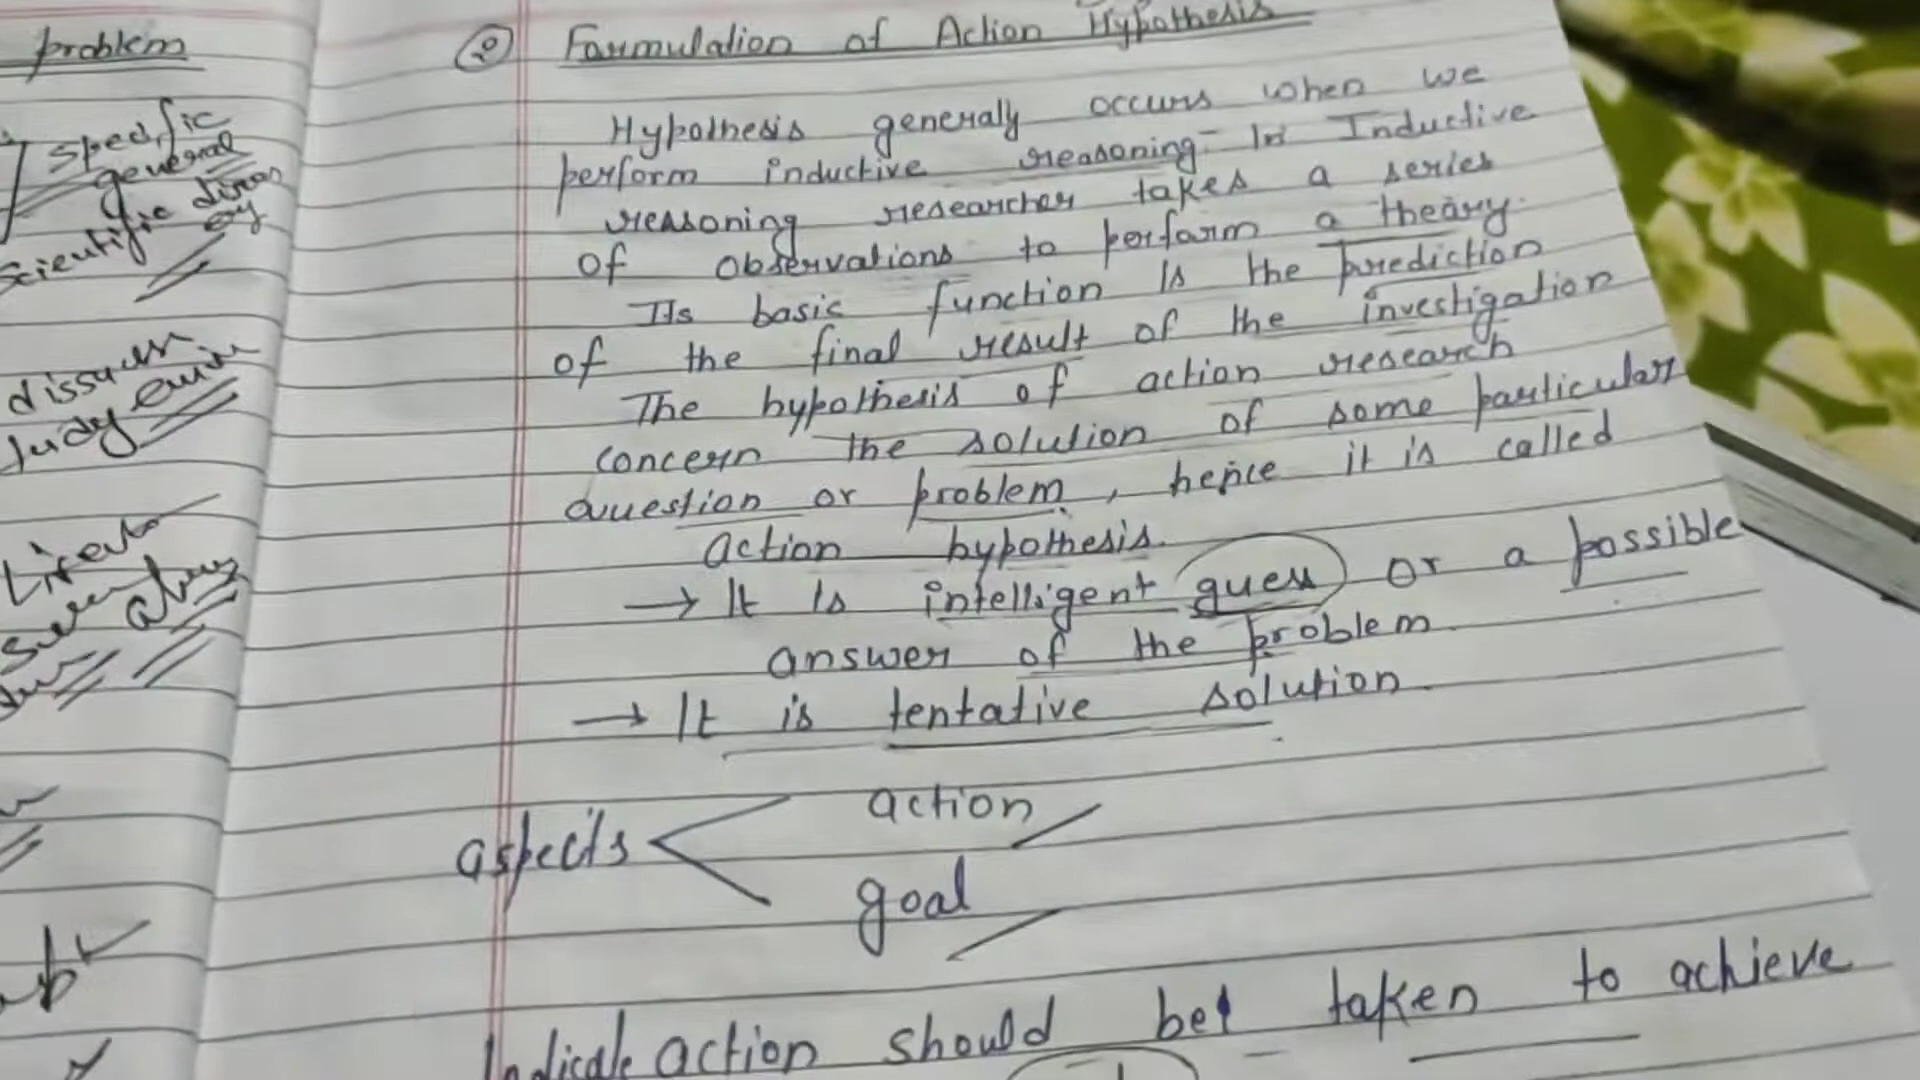 problem
specific
general
scientific
② Formulation of Action Hypothesis
Hypothesis generally occurs when we
perform inductive reasoning - In Inductive
reasoning researcher takes a series
of observations to perform a theory.
Its basic function is the prediction
of the final result of the investigation
The hypothesis of action research
concern the solution of some particular
question or problem, hence it is called
action hypothesis.
→ It is intelligent guess or a possible
answer of the problem
→ It is tentative solution.
aspects
action
goal
Indicate action should be taken to achieve